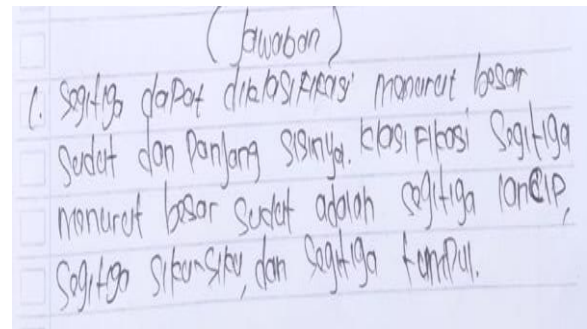 (Jawaban)
1. Segitiga dapat diklasifikasi menurut besar
sudut dan Panjang sisinya. klasifikasi Segitiga
menurut besar sudut adalah segitiga lancip,
segitiga siku-siku, dan segitiga tumpul.